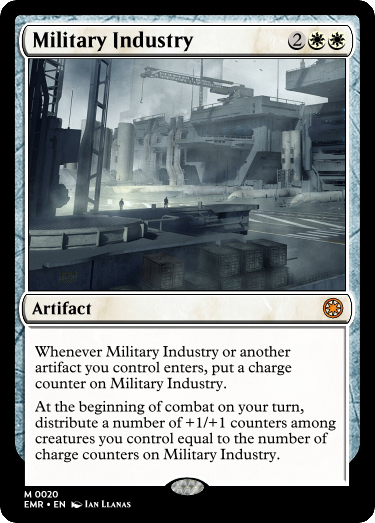 Military Industry 2
Artifact
Whenever Military Industry or another
artifact you control enters, put a charge
counter on Military Industry.
At the beginning of combat on your turn,
distribute a number of +1/+1 counters among
creatures you control equal to the number of
charge counters on Military Industry.
M 0020
EMR • EN Ian Llanas